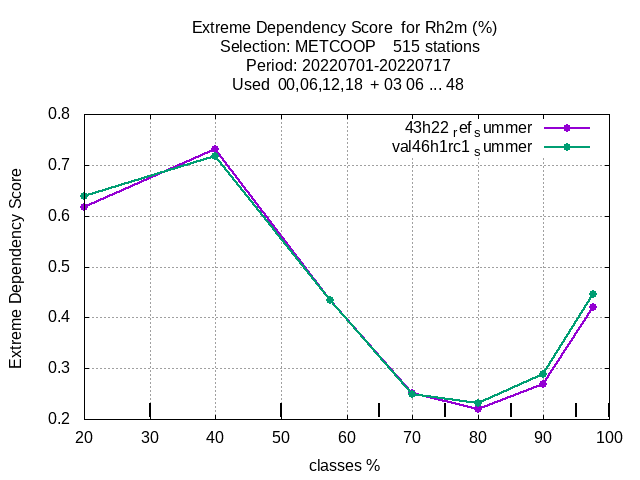 Extreme Dependency Score  for Rh2m (%)
Selection: METCOOP    515 stations
Period: 20220701-20220717
Used  00,06,12,18  + 03 06 ... 48
43h22 ref summer
val46h1rc1 summer
Extreme Dependency Score
0.8
0.7
0.6
0.5
0.4
0.3
0.2
20 30 40 50 60 70 80 90 100
classes %